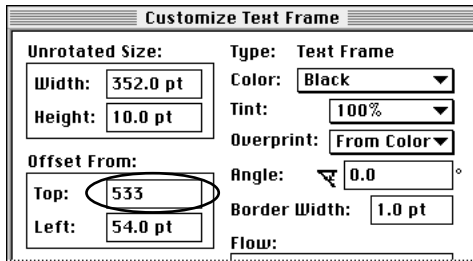 Customize Text Frame
Unrotated Size:
Width: 352.0 pt
Height: 10.0 pt
Offset From:
Top: 533
Left: 54.0 pt
Type: Text Frame
Color: Black
Tint: 100%
Overprint: From Color
Angle: 0.0 °
Border Width: 1.0 pt
Flow: